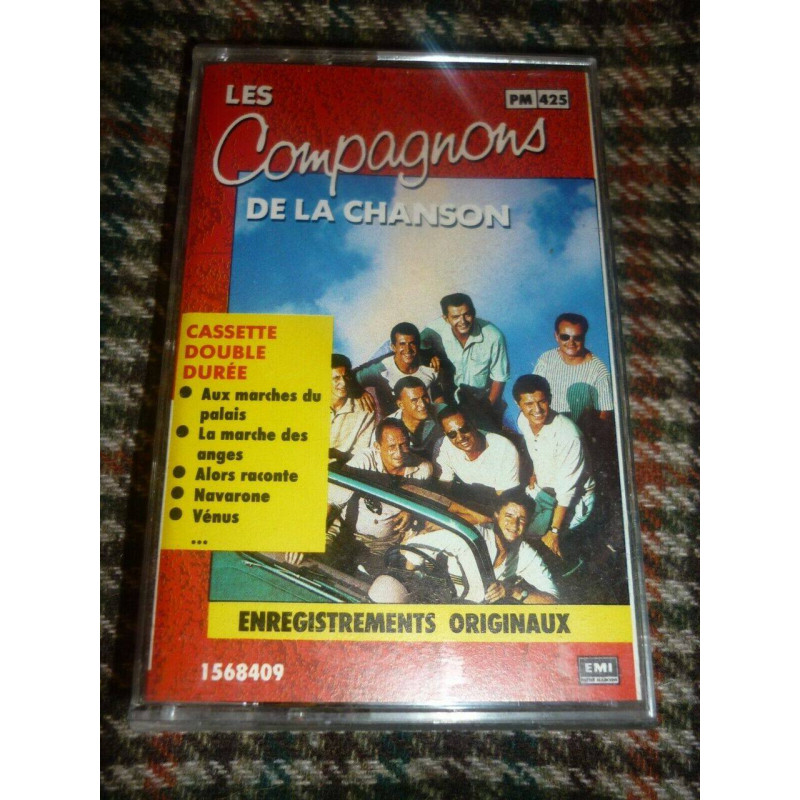 LES
PM 425
Compagnons
DE LA CHANSON
CASSETTE
DOUBLE
DURÉE
• Aux marches du
palais
• La marche des
anges
• Alors raconte
• Navarone
• Vénus
...
ENREGISTREMENTS ORIGINAUX
1568409
EMI